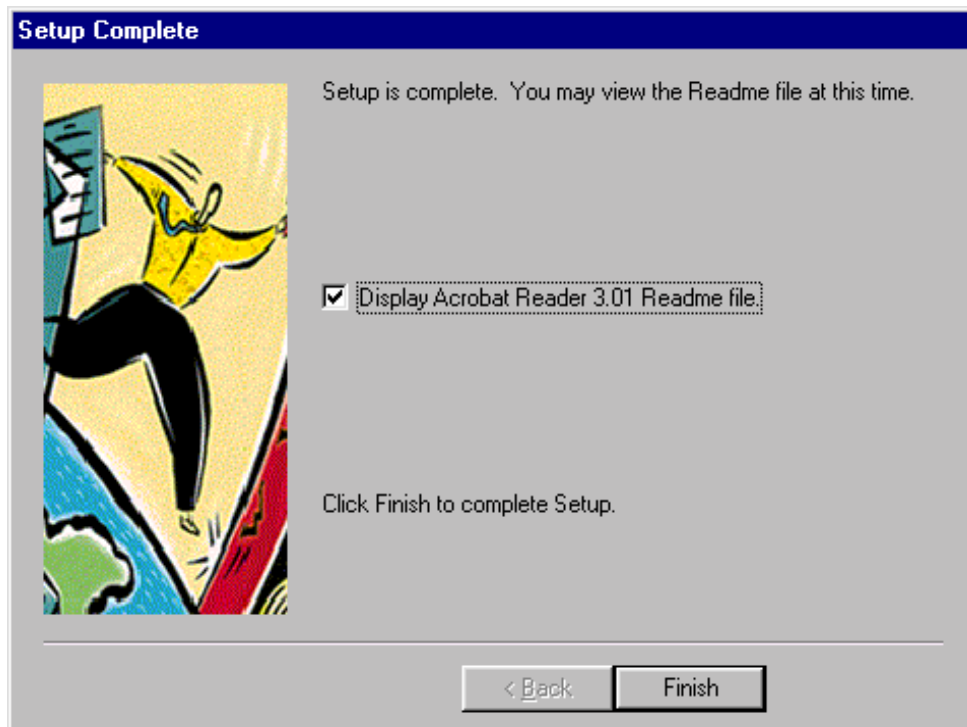 Setup Complete
Setup is complete.  You may view the Readme file at this time.
Display Acrobat Reader 3.01 Readme file.
Click Finish to complete Setup.
< Back
Finish